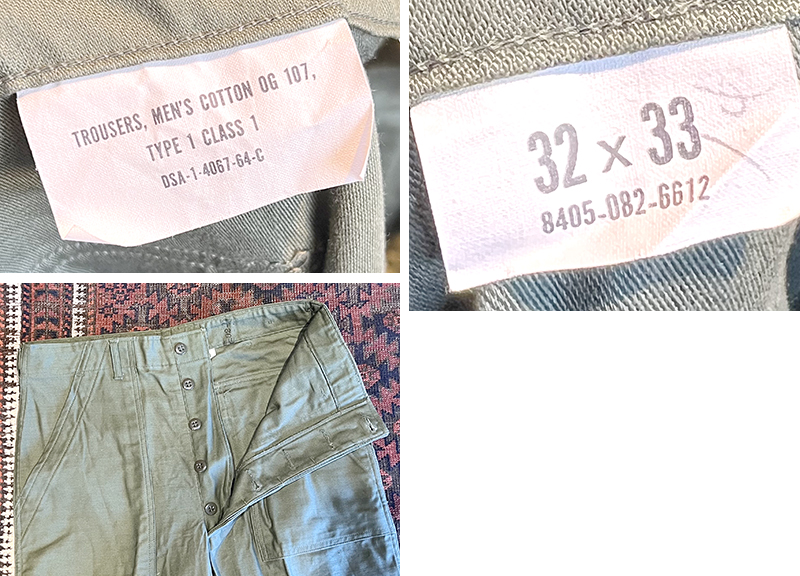 TROUSERS, MEN'S COTTON OG 107,
TYPE 1 CLASS 1
DSA-1-4067-64-C
32 x 33
8405-082-6612